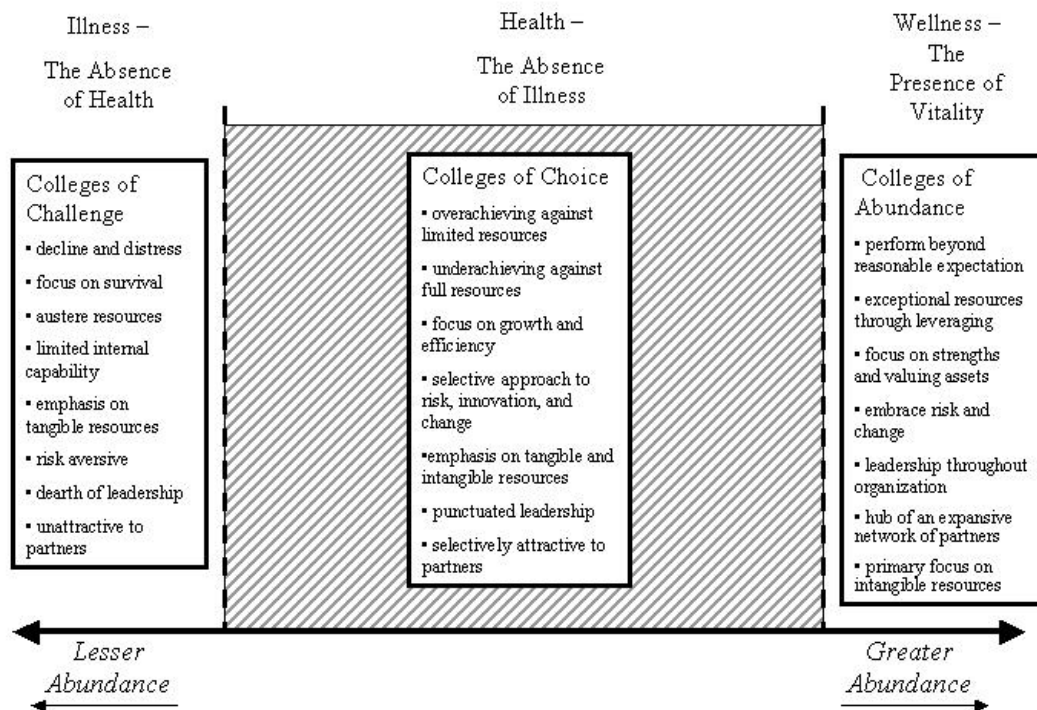 Illness –
The Absence
of Health
Health –
The Absence
of Illness
Wellness –
The
Presence of
Vitality
Colleges of
Challenge
▪ decline and distress
▪ focus on survival
▪ austere resources
▪ limited internal
capability
▪ emphasis on
tangible resources
▪ risk aversive
▪ dearth of leadership
▪ unattractive to
partners
Colleges of Choice
▪ overachieving against
limited resources
▪ underachieving against
full resources
▪ focus on growth and
efficiency
▪ selective approach to
risk, innovation, and
change
▪emphasis on tangible and
intangible resources
▪ punctuated leadership
▪ selectively attractive to
partners
Colleges of
Abundance
▪ perform beyond
reasonable expectation
▪ exceptional resources
through leveraging
▪ focus on strengths
and valuing assets
▪ embrace risk and
change
▪ leadership throughout
organization
▪ hub of an expansive
network of partners
▪ primary focus on
intangible resources
Lesser
Abundance
Greater
Abundance